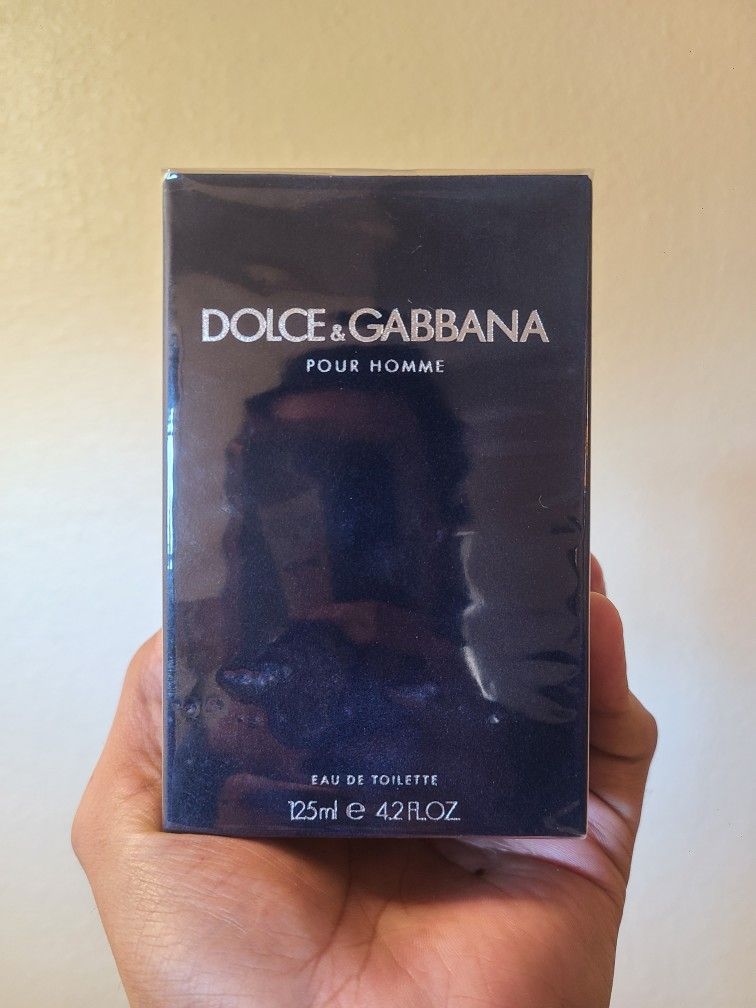 DOLCE & GABBANA
POUR HOMME
EAU DE TOILETTE
125ml ℮ 4.2 FL.OZ.